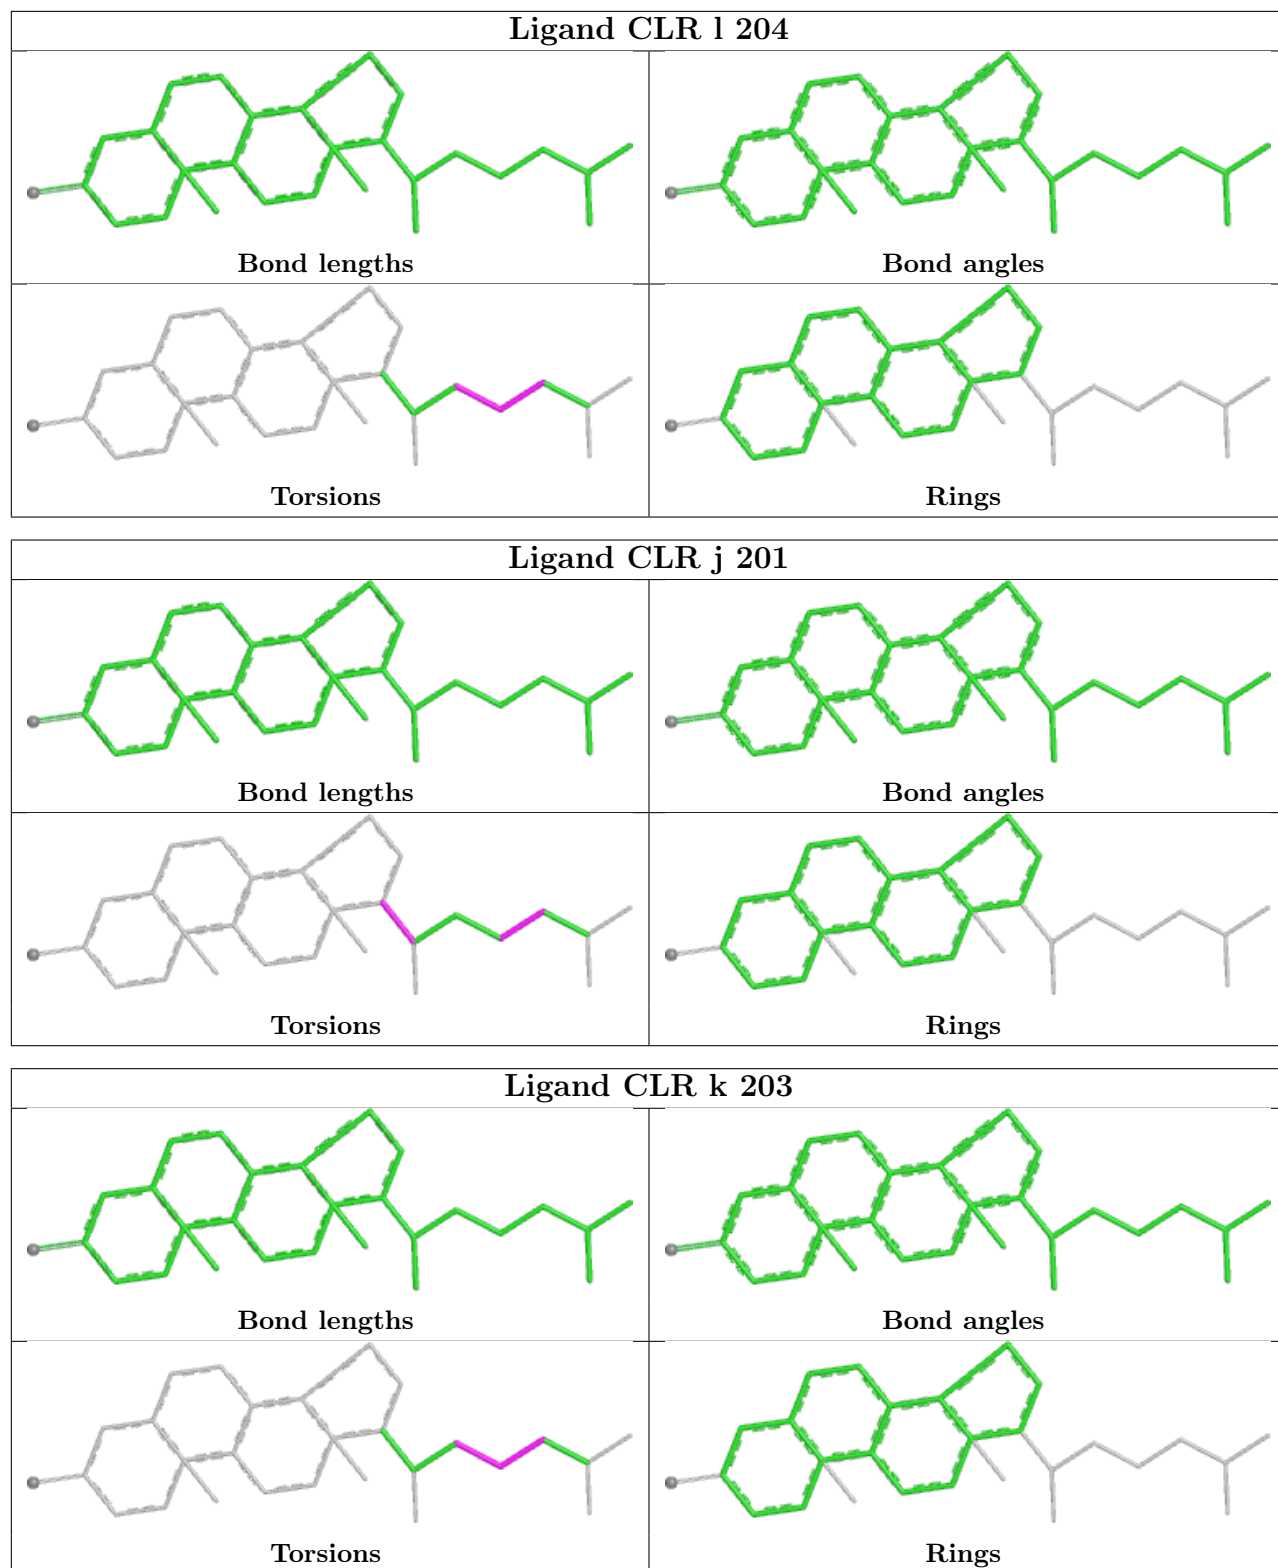 Ligand CLR l 204
Bond lengths
Bond angles
Torsions
Rings
Ligand CLR j 201
Bond lengths
Bond angles
Torsions
Rings
Ligand CLR k 203
Bond lengths
Bond angles
Torsions
Rings